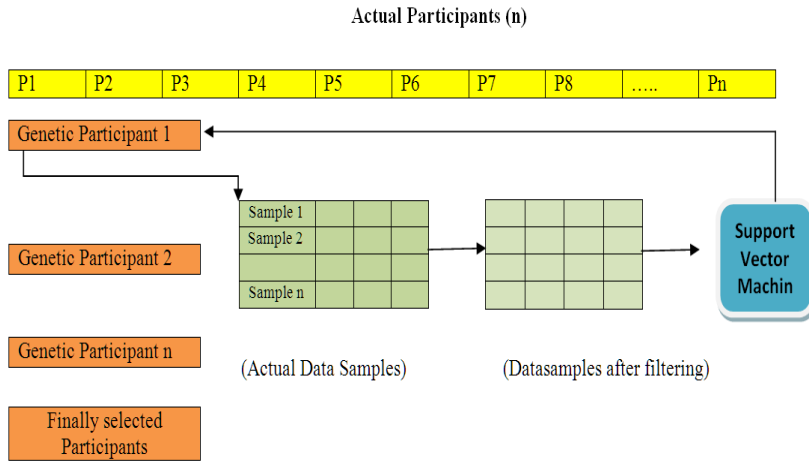 Actual Participants (n)
P1 P2 P3 P4 P5 P6 P7 P8 ….. Pn
Genetic Participant 1
Sample 1
Sample 2
Sample n
Genetic Participant 2
Support
Vector
Machin
Genetic Participant n
(Actual Data Samples)
(Datasamples after filtering)
Finally selected
Participants